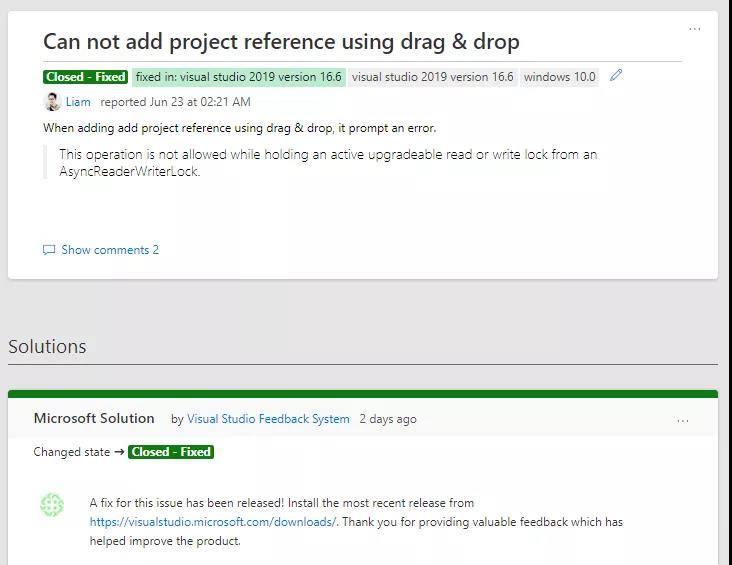 Can not add project reference using drag & drop
Closed - Fixed fixed in: visual studio 2019 version 16.6 visual studio 2019 version 16.6 windows 10.0
Liam reported Jun 23 at 02:21 AM
When adding add project reference using drag & drop, it prompt an error.
This operation is not allowed while holding an active upgradeable read or write lock from an
AsyncReaderWriterLock.
Show comments 2
Solutions
Microsoft Solution by Visual Studio Feedback System 2 days ago
Changed state → Closed - Fixed
A fix for this issue has been released! Install the most recent release from
https://visualstudio.microsoft.com/downloads/. Thank you for providing valuable feedback which has
helped improve the product.